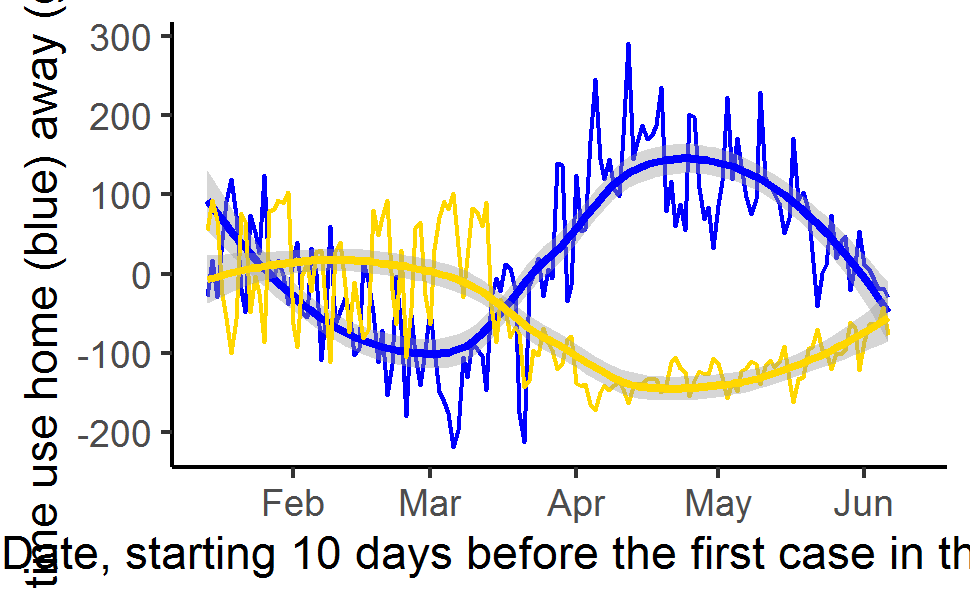 time use home (blue) away (
300
200
100
0
-100
-200
Feb Mar Apr May Jun
Date, starting 10 days before the first case in th